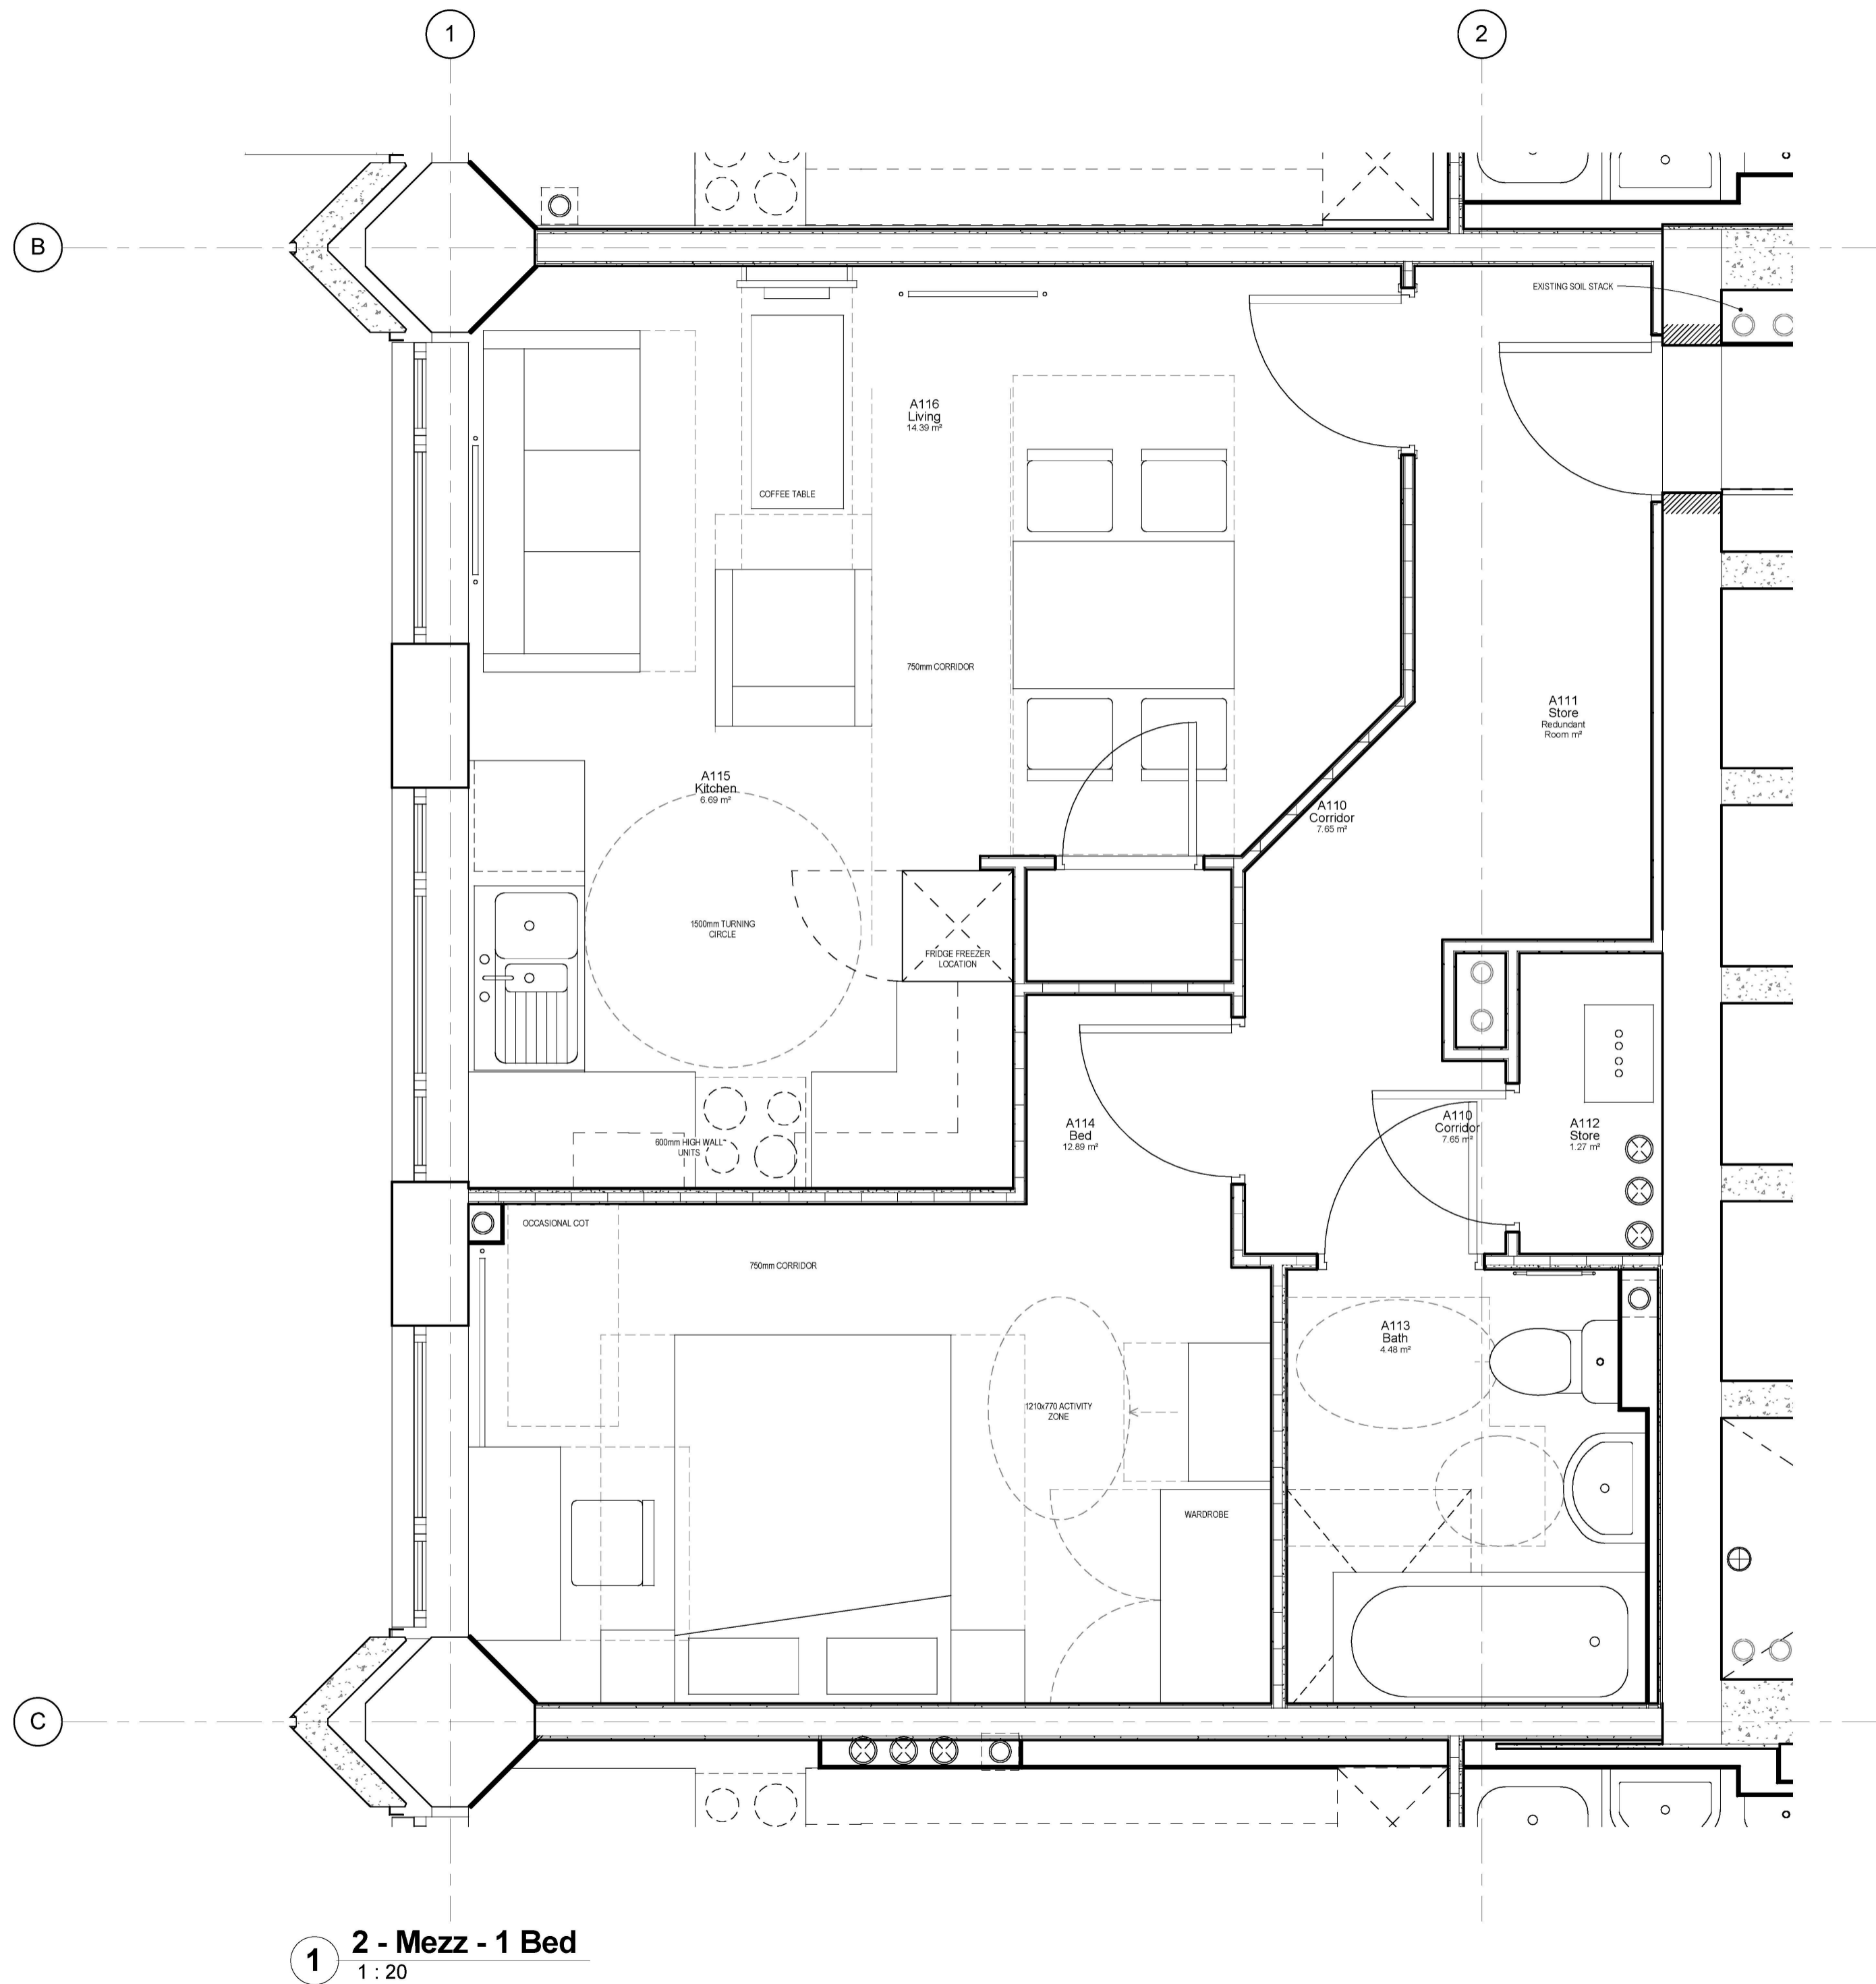 1
2
B
EXISTING SOIL STACK
A116
Living
14.39 m²
COFFEE TABLE
750mm CORRIDOR
A111
Store
Redundant
Room m²
A115
Kitchen
6.69 m²
A110
Corridor
7.65 m²
1500mm TURNING
CIRCLE
FRIDGE FREEZER
LOCATION
A114
Bed
12.89 m²
A110
Corridor
7.65 m²
A112
Store
1.27 m²
600mm HIGH WALL
UNITS
OCCASIONAL COT
750mm CORRIDOR
A113
Bath
4.48 m²
1210x770 ACTIVITY
ZONE
WARDROBE
C
1
2 - Mezz - 1 Bed
1 : 20